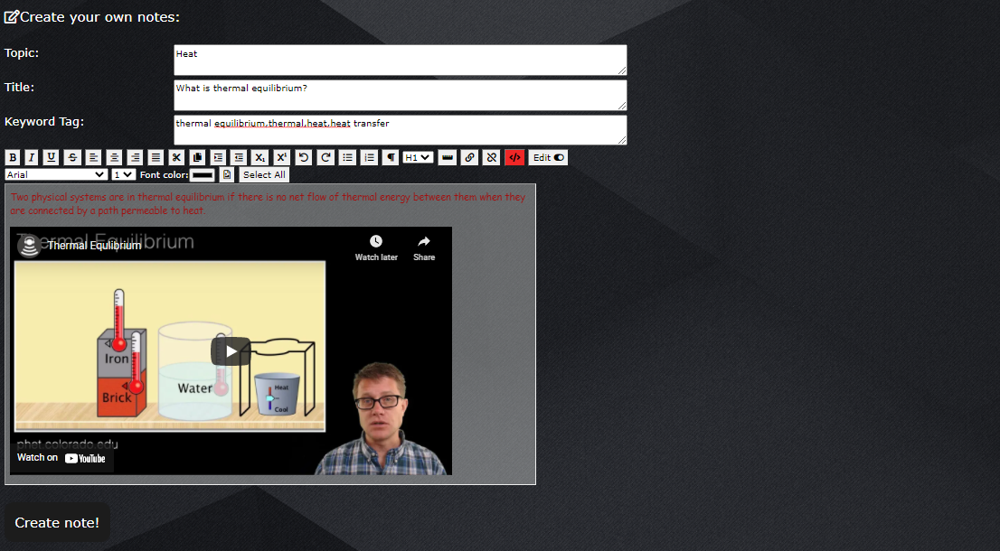 Create your own notes:
Topic:
Heat
Title:
What is thermal equilibrium?
Keyword Tag:
thermal equilibrium,thermal,heat,heat transfer
B I U S X₁ X¹ H1 </> Edit
Arial 1 Font color: Select All
Two physical systems are in thermal equilibrium if there is no net flow of thermal energy between them when they
are connected by a path permeable to heat.
Thermal Equilibrium
Thermal Equlibrium
Watch later Share
Iron
Brick
Water
Heat
Cool
phet.colorado.edu
Watch on YouTube
Create note!